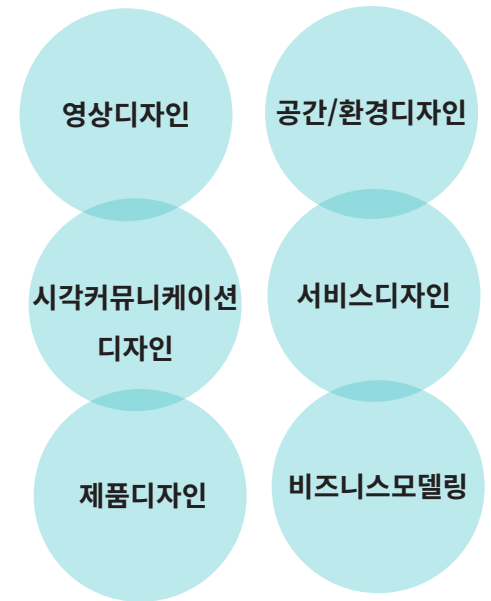 영상디자인
공간/환경디자인
시각커뮤니케이션
디자인
서비스디자인
제품디자인
비즈니스모델링